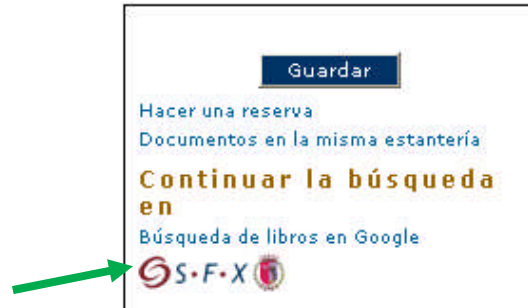 Guardar
Hacer una reserva
Documentos en la misma estantería
Continuar la búsqueda
en
Búsqueda de libros en Google
S·F·X